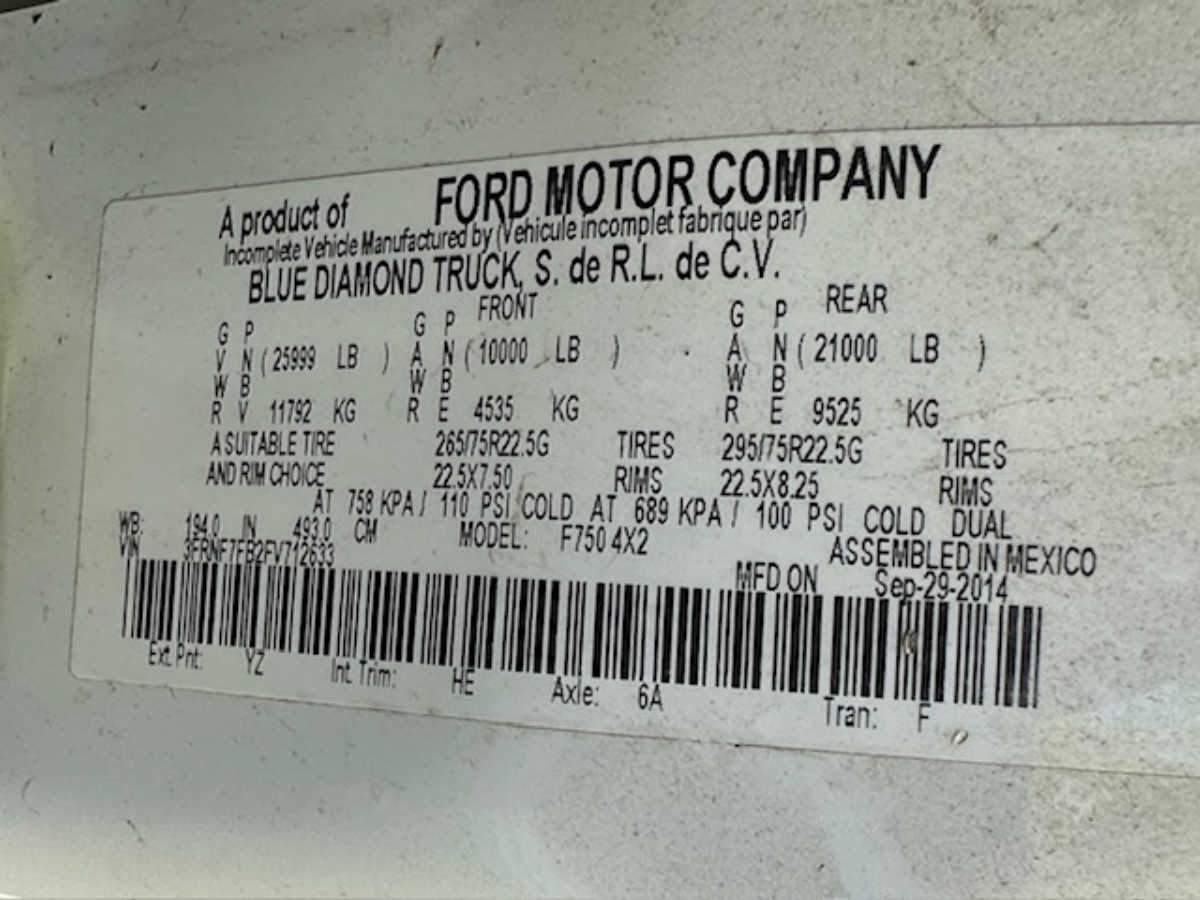 A product of FORD MOTOR COMPANY
Incomplete Vehicle Manufactured by (Vehicule incomplet fabrique par)
BLUE DIAMOND TRUCK, S. de R.L. de C.V.
FRONT REAR
G P G P G P
V N ( 25999 LB ) A N ( 10000 LB ) A N ( 21000 LB )
W B W B W B
R V 11792 KG R E 4535 KG R E 9525 KG
A SUITABLE TIRE 265/75R22.5G TIRES 295/75R22.5G TIRES
AND RIM CHOICE 22.5X7.50 RIMS 22.5X8.25 RIMS
AT 758 KPA / 110 PSI COLD AT 689 KPA / 100 PSI COLD DUAL
WB: 194.0 IN 493.0 CM MODEL: F750 4X2 ASSEMBLED IN MEXICO
VIN 3FRNF7FB2FV712633 MFD ON Sep-29-2014
Ext. Pnt: YZ Int. Trim: HE Axle: 6A Tran: F